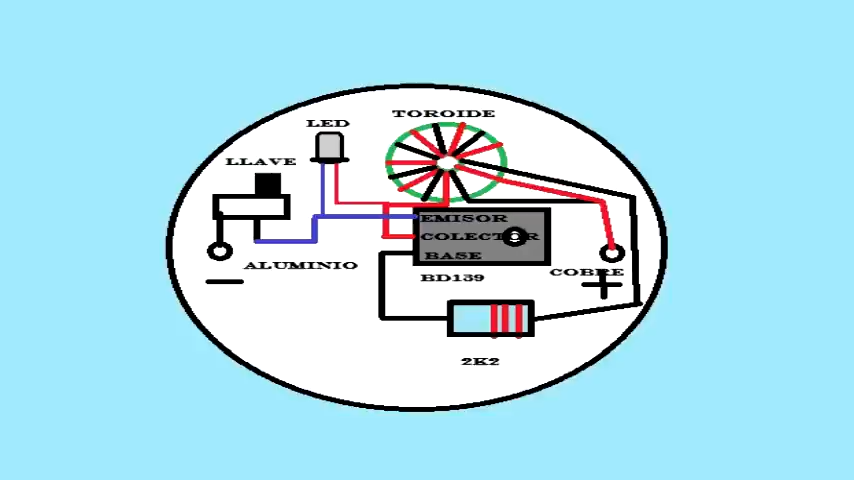 TOROIDE
LED
LLAVE
EMISOR
COLECTOR
BASE
ALUMINIO
COBRE
BD139
2K2